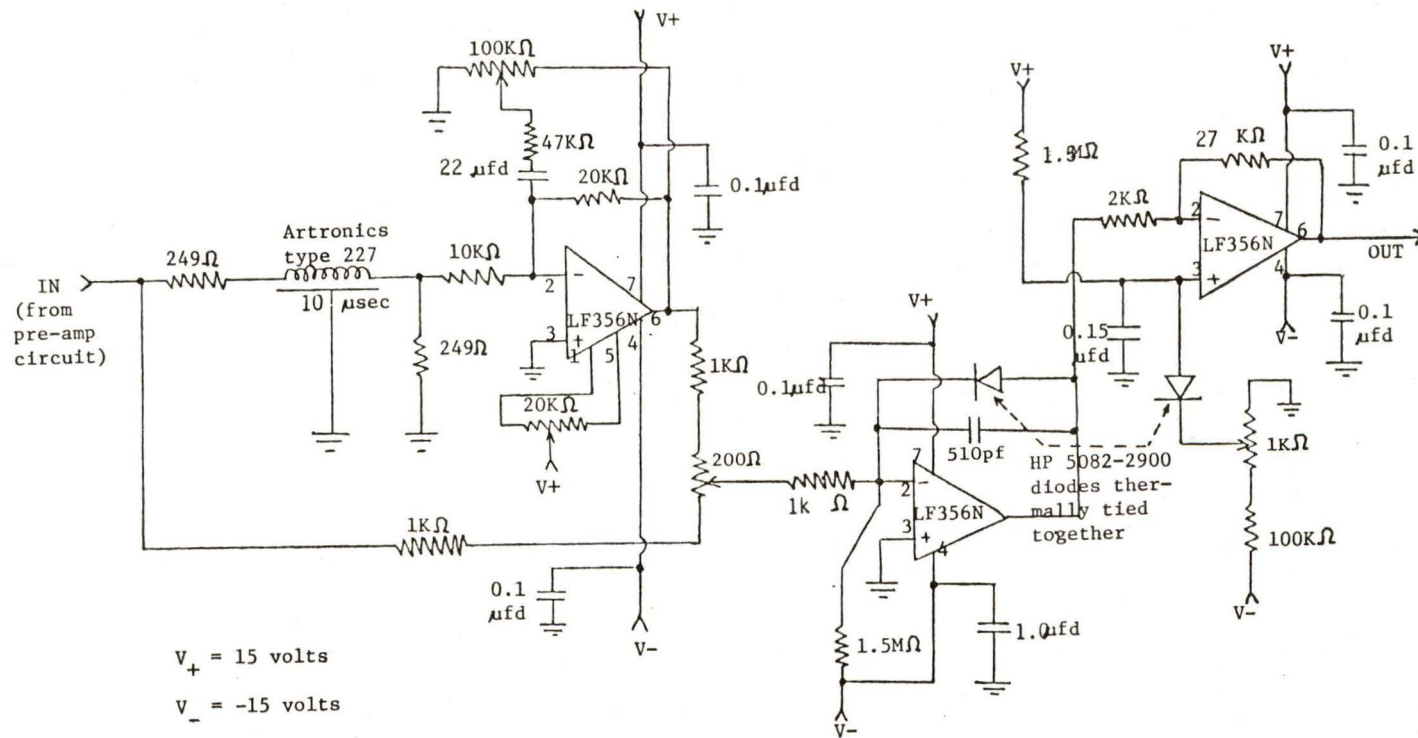 V+
100KΩ
47KΩ
22 µfd
20KΩ
0.1µfd
Artronics
type 227
249Ω
10KΩ
IN
(from
pre-amp
circuit)
10 µsec
249Ω
−
2
7
LF356N
6
3
+
1
5
4
20KΩ
V+
1KΩ
200Ω
1KΩ
0.1
µfd
V-
V+ = 15 volts
V- = -15 volts
V+
0.1µfd
510pf
1k Ω
7
2
−
LF356N
3
+
4
1.5MΩ
1.0µfd
V-
HP 5082-2900
diodes ther-
mally tied
together
V+
1.5MΩ
2KΩ
27 KΩ
V+
0.1
µfd
2
−
7
LF356N
6
3
+
4
OUT
0.15
µfd
V-
0.1
µfd
1KΩ
100KΩ
V-